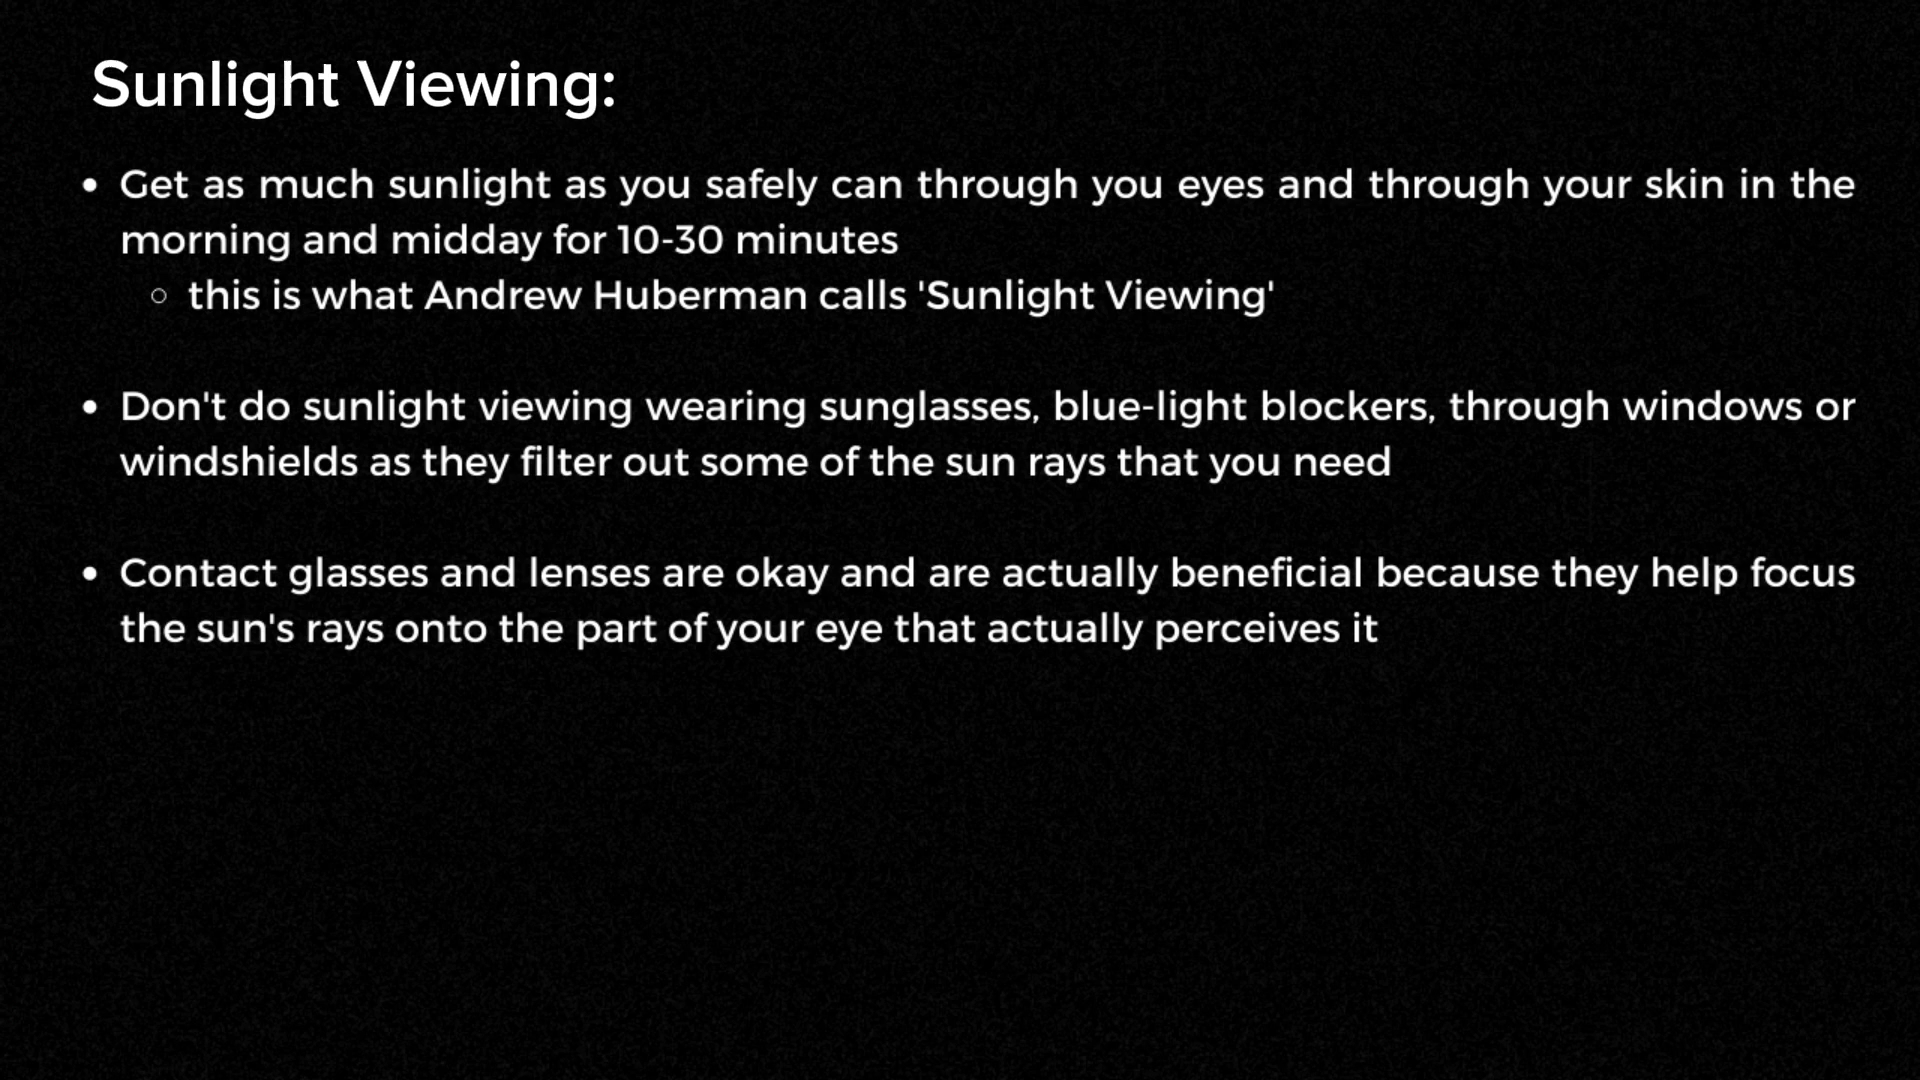 Sunlight Viewing:
• Get as much sunlight as you safely can through you eyes and through your skin in the
morning and midday for 10-30 minutes
○ this is what Andrew Huberman calls 'Sunlight Viewing'
• Don't do sunlight viewing wearing sunglasses, blue-light blockers, through windows or
windshields as they filter out some of the sun rays that you need
• Contact glasses and lenses are okay and are actually beneficial because they help focus
the sun's rays onto the part of your eye that actually perceives it